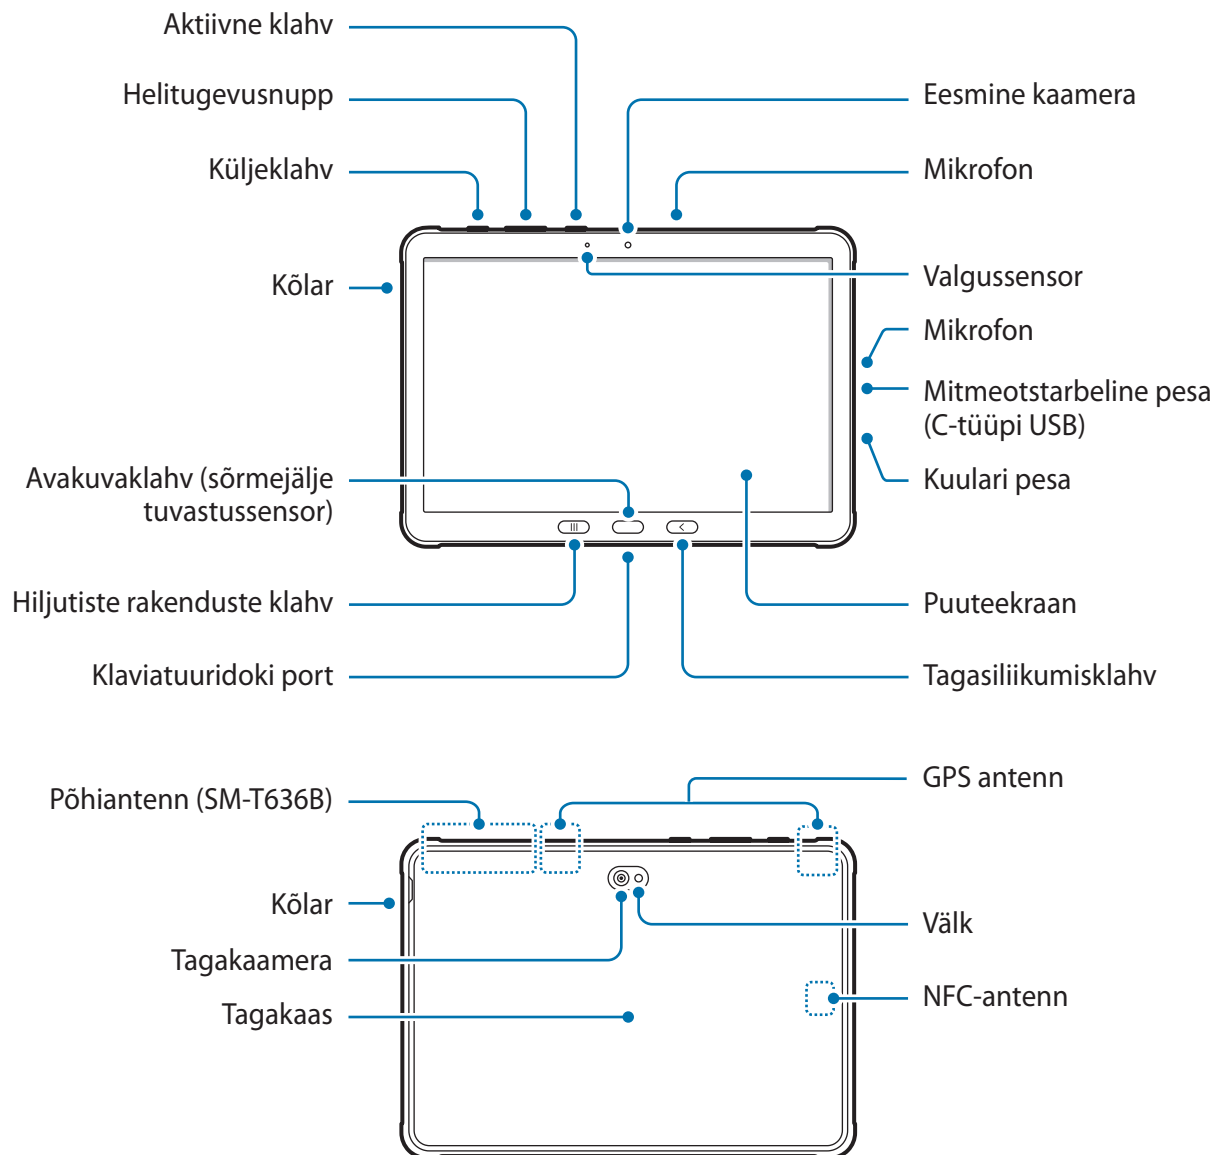 Aktiivne klahv
Helitugevusnupp
Eesmine kaamera
Küljeklahv
Mikrofon
Kõlar
Valgussensor
Mikrofon
Mitmeotstarbeline pesa
(C-tüüpi USB)
Avakuvaklahv (sõrmejälje
tuvastussensor)
Kuulari pesa
Hiljutiste rakenduste klahv
Puuteekraan
Klaviatuuridoki port
Tagasiliikumisklahv
GPS antenn
Põhiantenn (SM-T636B)
Kõlar
Välk
Tagakaamera
NFC-antenn
Tagakaas